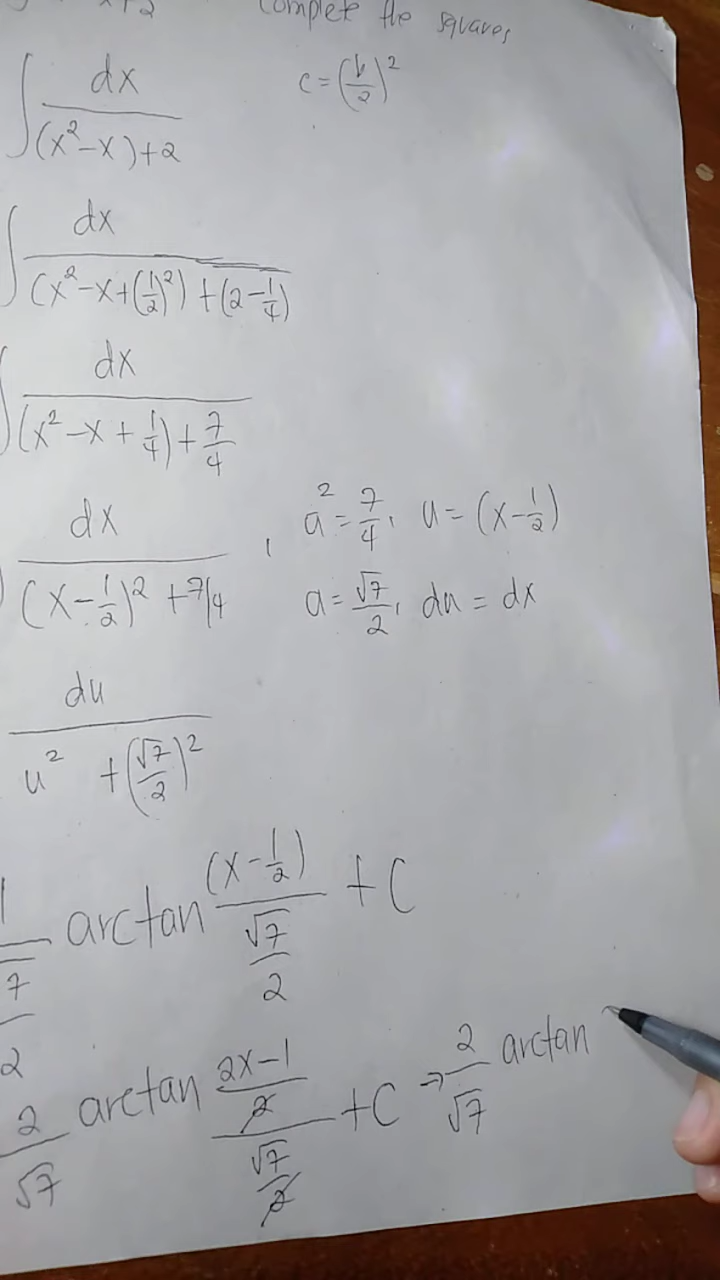 x+2 Complete the squares
∫ dx/((x²-x)+2) c=(b/2)²
∫ dx/((x²-x+(1/2)²)+(2-1/4))
∫ dx/((x²-x+1/4)+7/4)
∫ dx/((x-1/2)²+7/4) , a²=7/4, u=(x-1/2)
a=√7/2, du=dx
du/(u²+(√7/2)²)
1/(√7/2) arctan (x-1/2)/(√7/2) + C
2/√7 arctan ((2x-1)/2)/(√7/2) + C → 2/√7 arctan